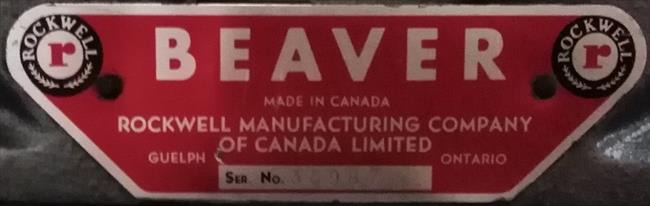 ROCKWELL r BEAVER ROCKWELL r
MADE IN CANADA
ROCKWELL MANUFACTURING COMPANY
OF CANADA LIMITED
GUELPH ONTARIO
SER. NO.